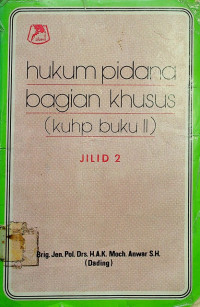 hukum pidana
bagian khusus
(kuhp buku II)
JILID 2
Brig. Jen. Pol. Drs. H.A.K. Moch. Anwar S.H.
(Dading)